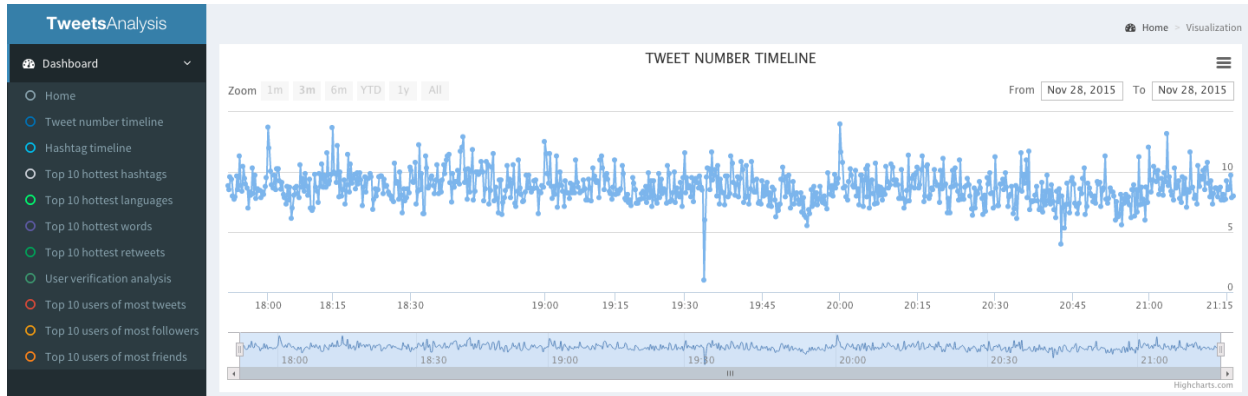 TweetsAnalysis
Home > Visualization
Dashboard
Home
Tweet number timeline
Hashtag timeline
Top 10 hottest hashtags
Top 10 hottest languages
Top 10 hottest words
Top 10 hottest retweets
User verification analysis
Top 10 users of most tweets
Top 10 users of most followers
Top 10 users of most friends
TWEET NUMBER TIMELINE
Zoom 1m 3m 6m YTD 1y All
From Nov 28, 2015 To Nov 28, 2015
10
5
0
18:00 18:15 18:30 19:00 19:15 19:30 19:45 20:00 20:15 20:30 20:45 21:00 21:15
18:00 18:30 19:00 19:30 20:00 20:30 21:00
Highcharts.com